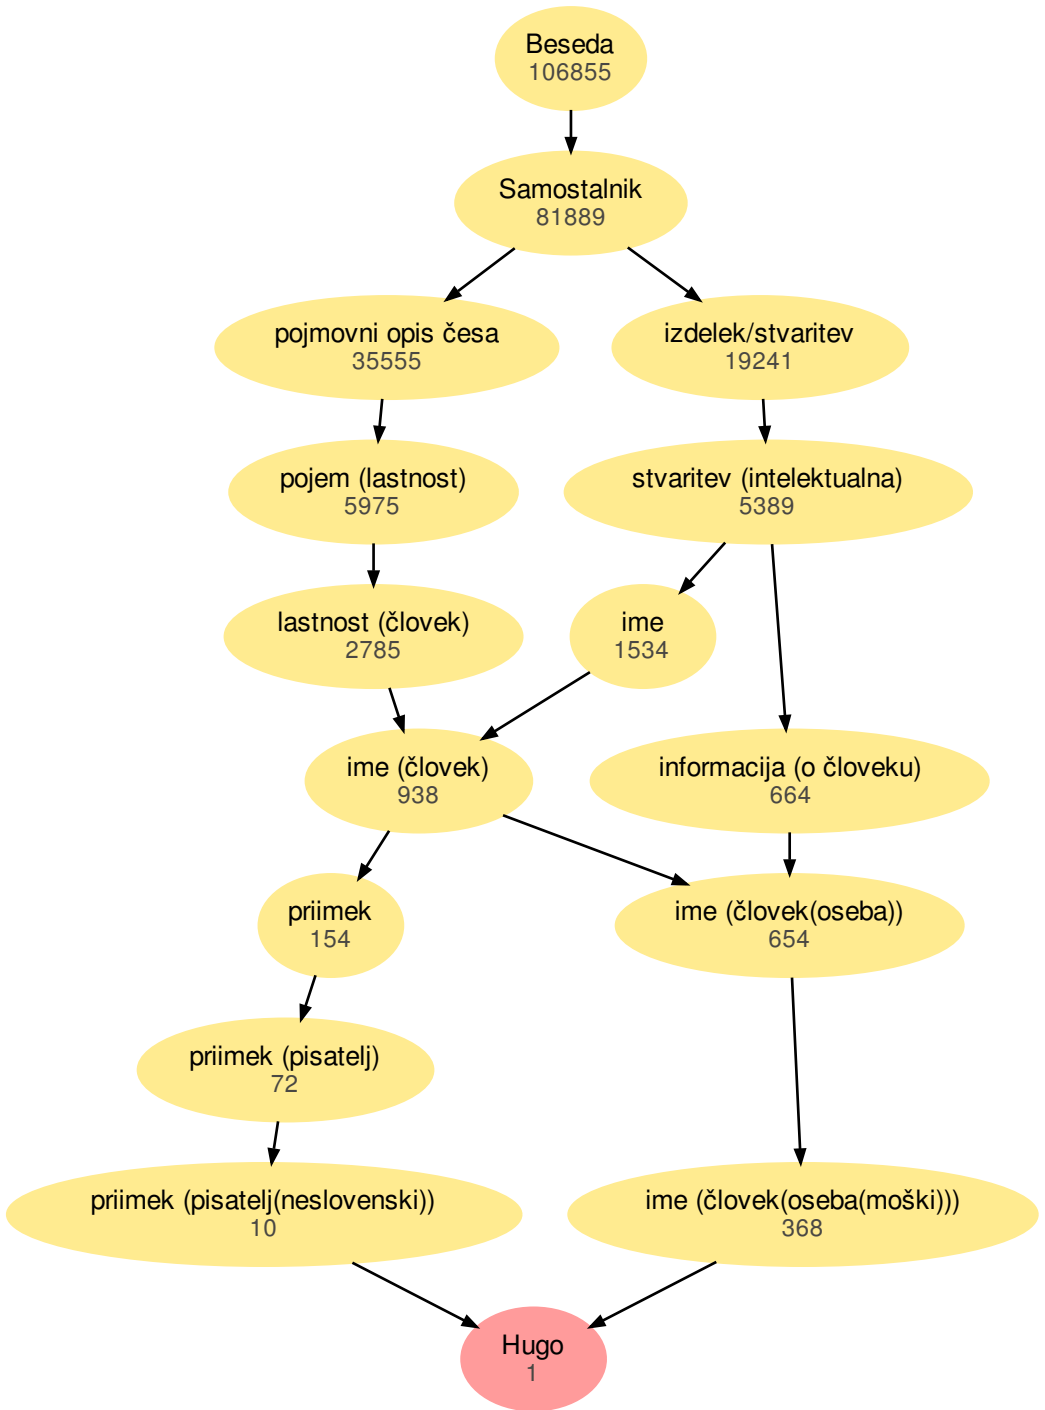 Beseda
106855
Samostalnik
81889
pojmovni opis česa
35555
izdelek/stvaritev
19241
pojem (lastnost)
5975
stvaritev (intelektualna)
5389
lastnost (človek)
2785
ime
1534
ime (človek)
938
informacija (o človeku)
664
priimek
154
ime (človek(oseba))
654
priimek (pisatelj)
72
priimek (pisatelj(neslovenski))
10
ime (človek(oseba(moški)))
368
Hugo
1